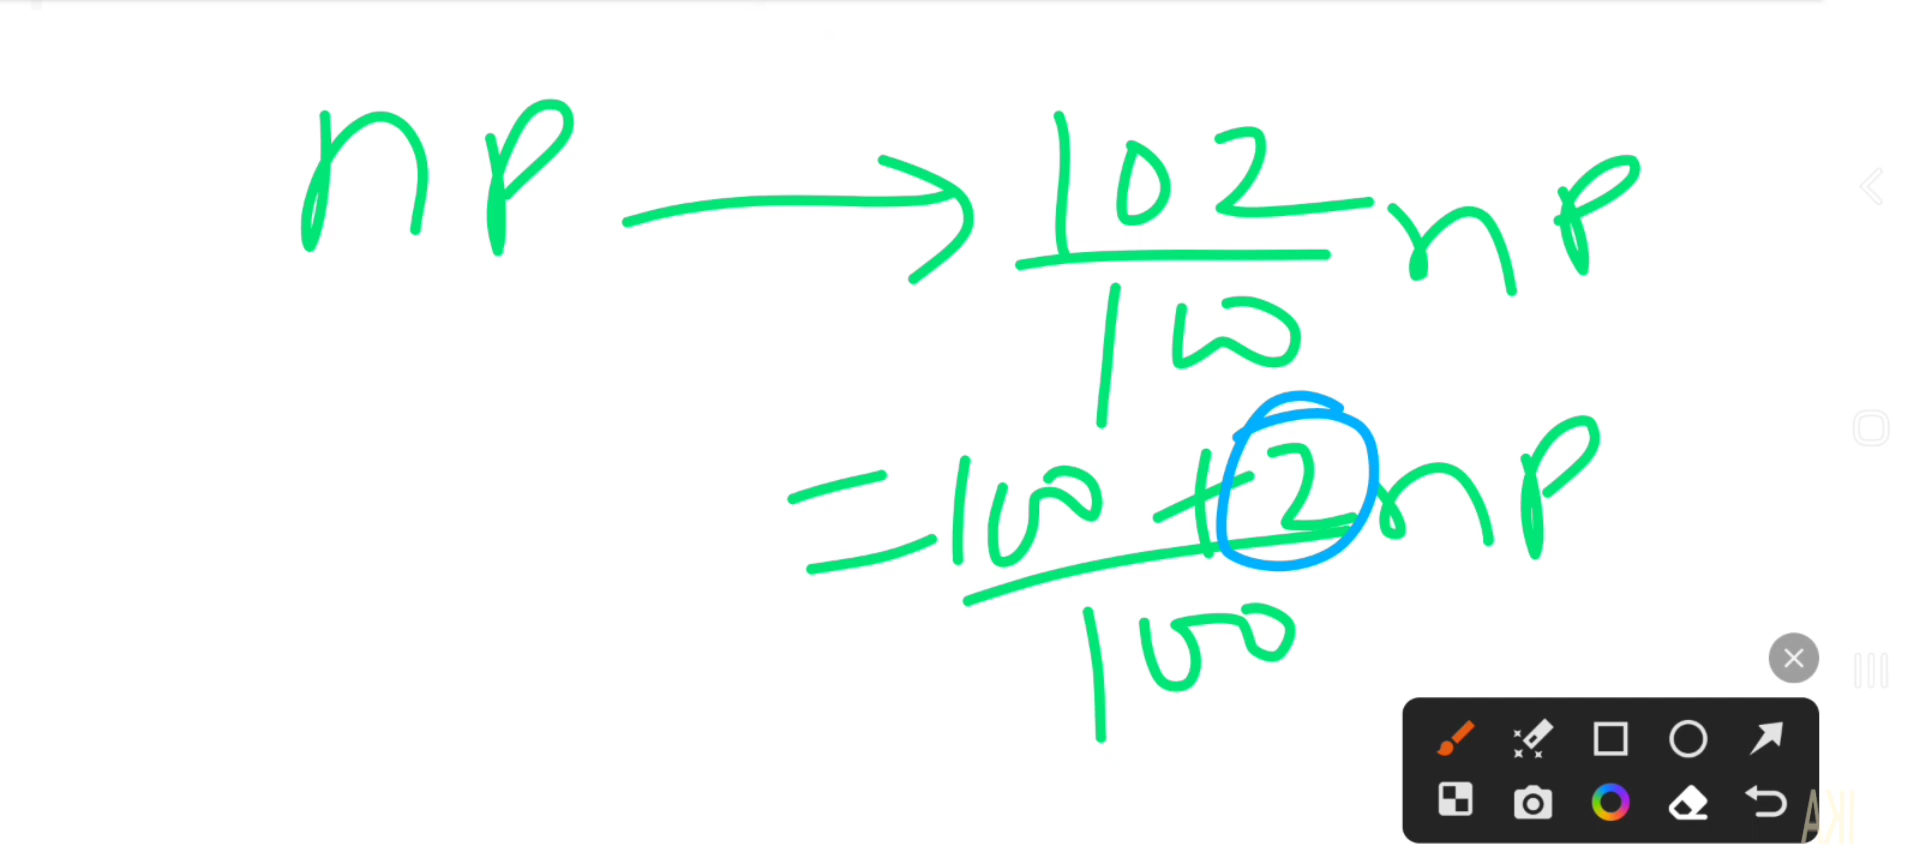 np → 102/100 np
= 100 + 2/100 np